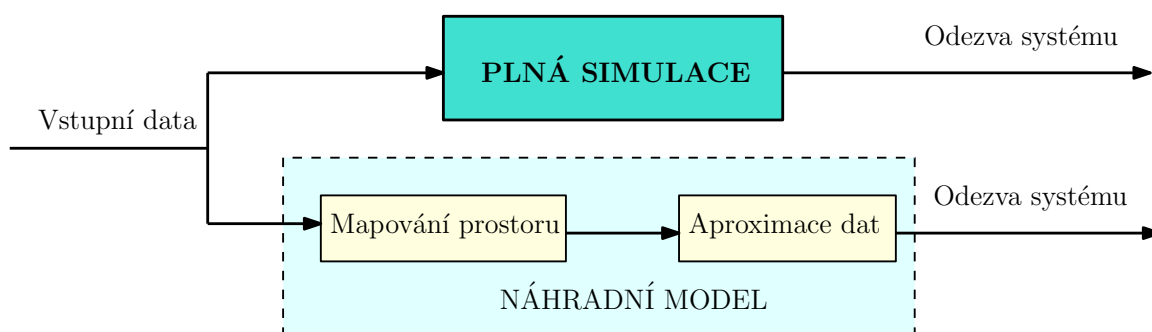 Odezva systému
PLNÁ SIMULACE
Vstupní data
Odezva systému
Mapování prostoru
Aproximace dat
NÁHRADNÍ MODEL